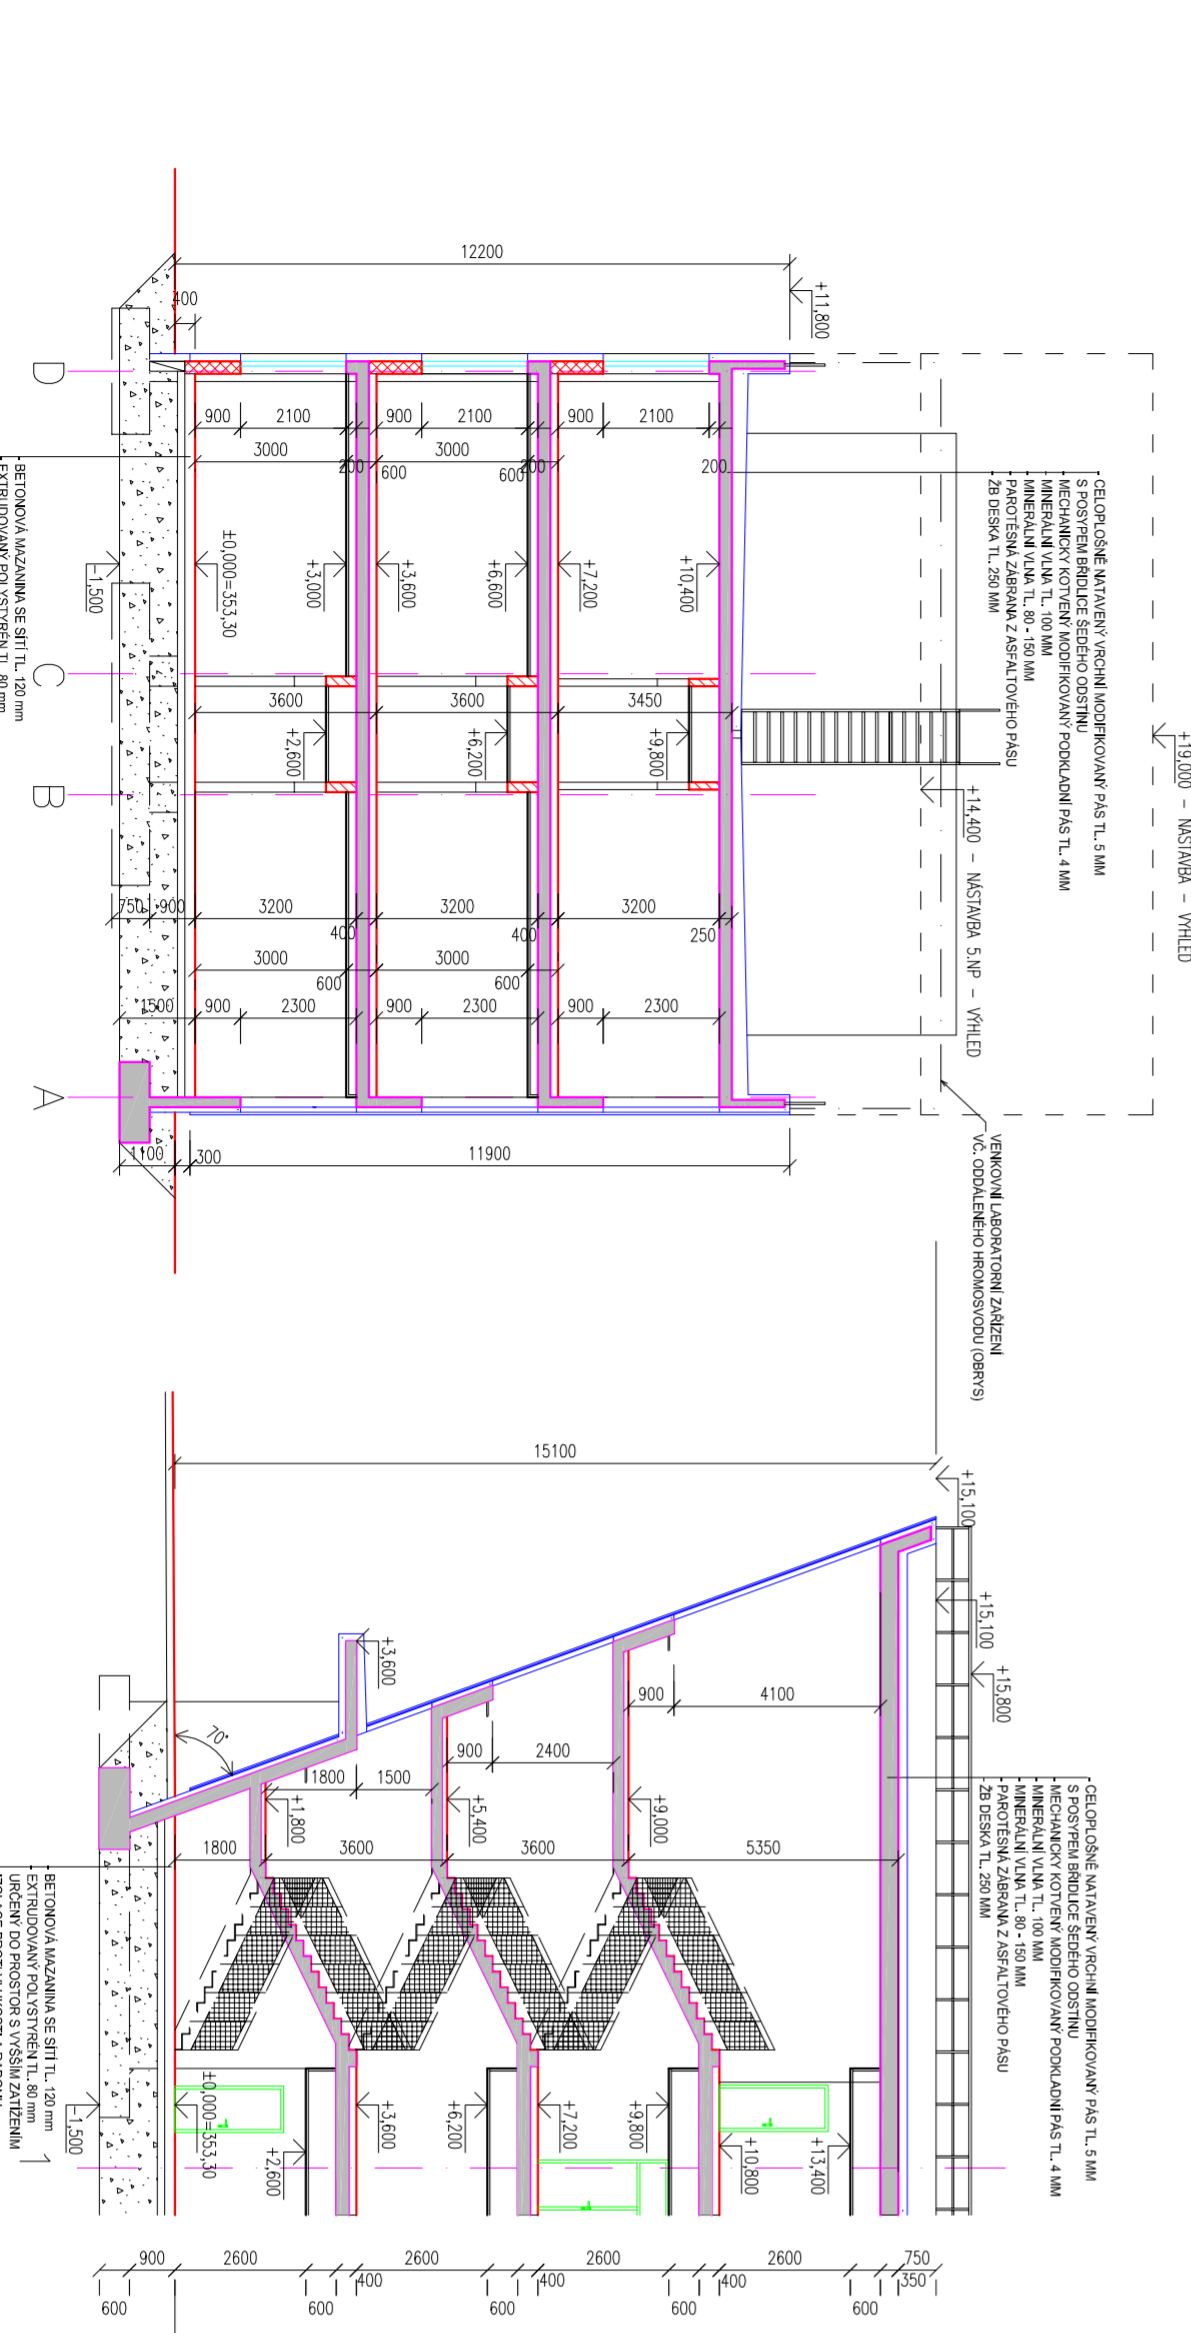 12200
+11,800
400
+19,000 – NÁSTAVBA – VÝHLED
CELOPLOŠNĚ NATAVENÝ VRCHNÍ MODIFIKOVANÝ PÁS TL. 5 MM
S POSYPEM BŘIDLICE ŠEDÉHO ODSTÍNU
MECHANICKY KOTVENÝ MODIFIKOVANÝ PODKLADNÍ PÁS TL. 4 MM
MINERÁLNÍ VLNA TL. 100 MM
MINERÁLNÍ VLNA TL. 80 - 150 MM
PAROTĚSNÁ ZÁBRANA Z ASFALTOVÉHO PÁSU
ŽB DESKA TL. 250 MM
+14,400 – NÁSTAVBA 5.NP – VÝHLED
VENKOVNÍ LABORATORNÍ ZAŘÍZENÍ
VČ. ODDÁLENÉHO HROMOSVODU (OBRYS)
900 2100 900 2100 900 2100
3000 3000
200 600 200 600 200
±0,000=353,30
+3,000
+3,600
+6,600
+7,200
+10,400
-1,500
3600 3600 3450
+2,600
+6,200
+9,800
750 900 3200 3200 3200
400 400 250
3000 3000
600 600
1500 900 2300 900 2300 900 2300
1100 300 11900
D
C
B
A
BETONOVÁ MAZANINA SE SÍTÍ TL. 120 mm
EXTRUDOVANÝ POLYSTYRÉN TL. 80 mm
15100
+15,100
+15,100
+15,800
+3,600
70°
900 4100
900 2400
1800 1500
+1,800
+5,400
+9,000
1800 3600 3600 5350
CELOPLOŠNĚ NATAVENÝ VRCHNÍ MODIFIKOVANÝ PÁS TL. 5 MM
S POSYPEM BŘIDLICE ŠEDÉHO ODSTÍNU
MECHANICKY KOTVENÝ MODIFIKOVANÝ PODKLADNÍ PÁS TL. 4 MM
MINERÁLNÍ VLNA TL. 100 MM
MINERÁLNÍ VLNA TL. 80 - 150 MM
PAROTĚSNÁ ZÁBRANA Z ASFALTOVÉHO PÁSU
ŽB DESKA TL. 250 MM
BETONOVÁ MAZANINA SE SÍTÍ TL. 120 mm
EXTRUDOVANÝ POLYSTYRÉN TL. 80 mm
URČENÝ DO PROSTOR S VYŠŠÍM ZATÍŽENÍM
-1,500
±0,000=353,30
+2,600
+3,600
+6,200
+7,200
+9,800
+10,800
+13,400
1
900 2600 2600 2600 2600 750
400 400 400 350
600 600 600 600 600